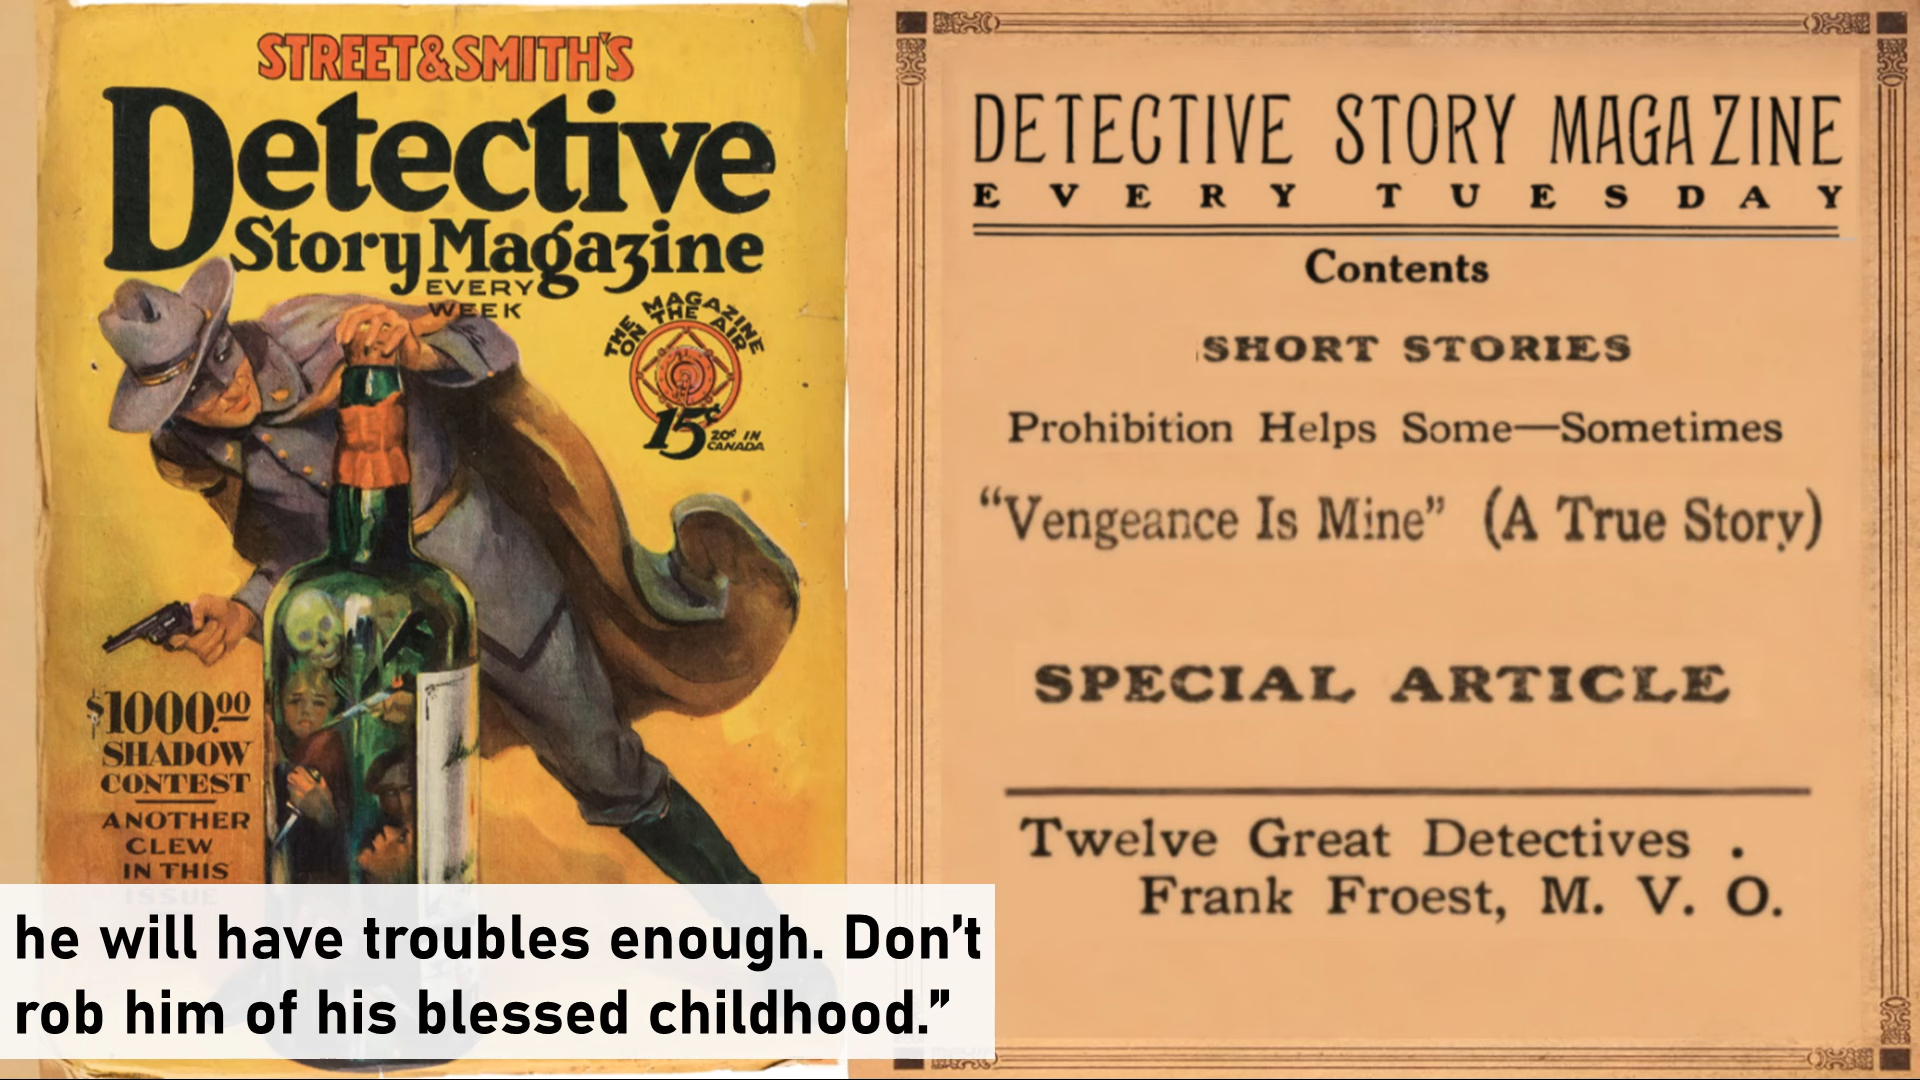 STREET & SMITH'S
Detective
Story Magazine
EVERY
WEEK
THE MAGAZINE
ON THE AIR
15¢
20¢ IN
CANADA
$1000.00
SHADOW
CONTEST
ANOTHER
CLEW
IN THIS
ISSUE
DETECTIVE STORY MAGAZINE
EVERY TUESDAY
Contents
SHORT STORIES
Prohibition Helps Some—Sometimes
“Vengeance Is Mine” (A True Story)
SPECIAL ARTICLE
Twelve Great Detectives .
Frank Froest, M. V. O.
he will have troubles enough. Don’t
rob him of his blessed childhood.”